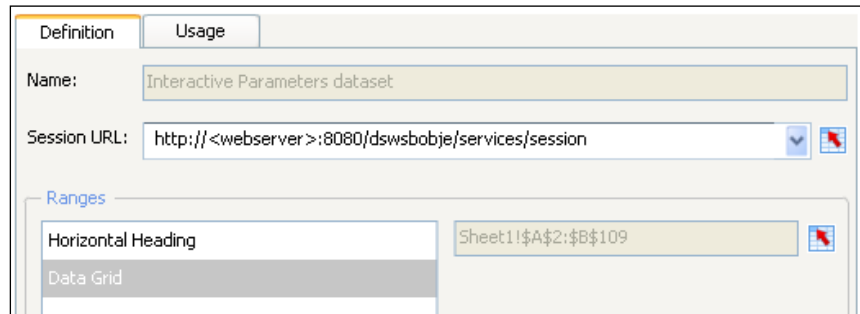 Definition Usage
Name: Interactive Parameters dataset
Session URL: http://<webserver>:8080/dswsbobje/services/session
Ranges
Horizontal Heading Sheet1!$A$2:$B$109
Data Grid